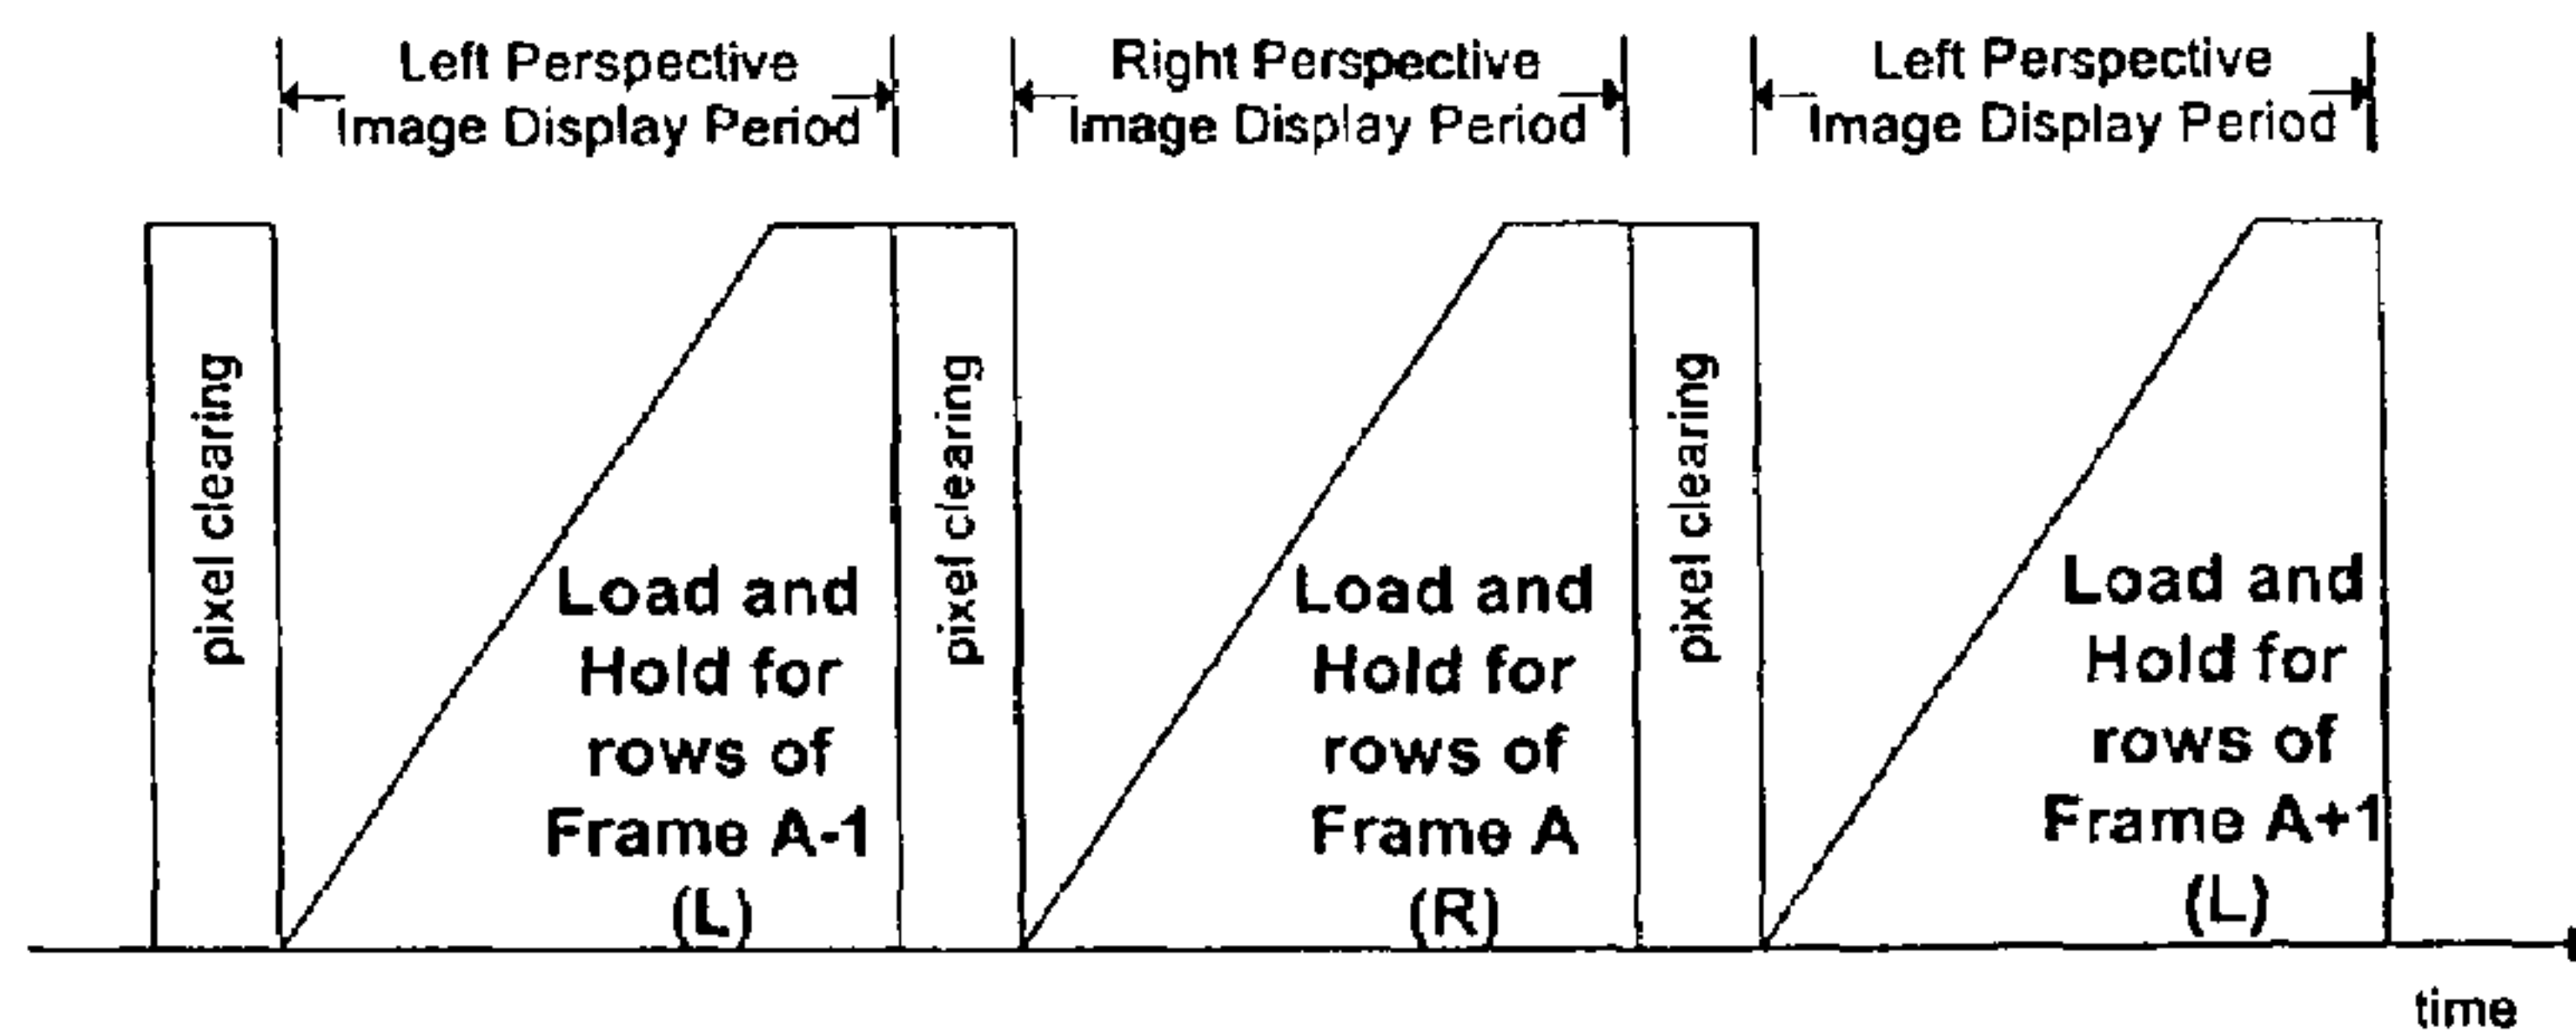 Left Perspective
Image Display Period
Right Perspective
Image Display Period
Left Perspective
Image Display Period
pixel clearing
Load and
Hold for
rows of
Frame A-1
(L)
pixel clearing
Load and
Hold for
rows of
Frame A
(R)
pixel clearing
Load and
Hold for
rows of
Frame A+1
(L)
time